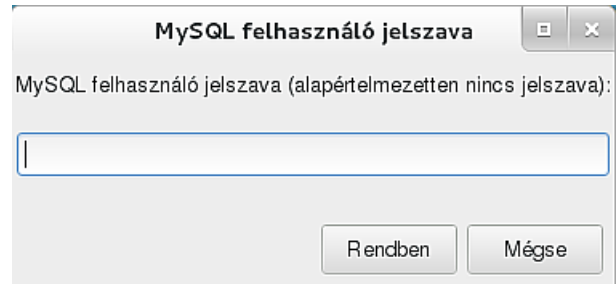 MySQL felhasználó jelszava
MySQL felhasználó jelszava (alapértelmezetten nincs jelszava):
Rendben
Mégse